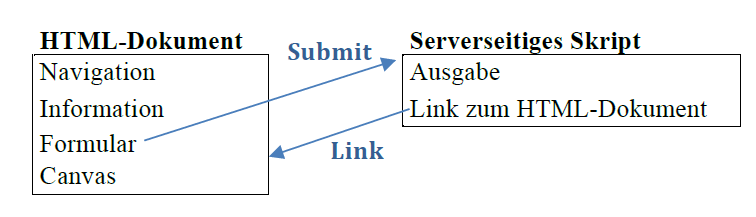 HTML-Dokument
Navigation
Information
Formular
Canvas
Submit
Link
Serverseitiges Skript
Ausgabe
Link zum HTML-Dokument